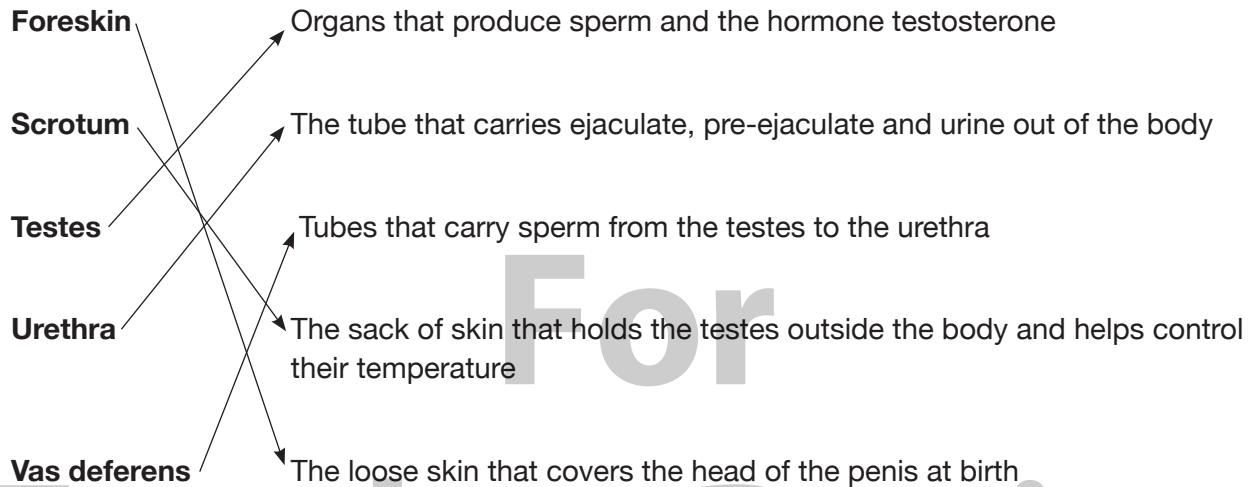 Foreskin Organs that produce sperm and the hormone testosterone
Scrotum The tube that carries ejaculate, pre-ejaculate and urine out of the body
Testes Tubes that carry sperm from the testes to the urethra
For
Urethra The sack of skin that holds the testes outside the body and helps control
their temperature
Vas deferens The loose skin that covers the head of the penis at birth